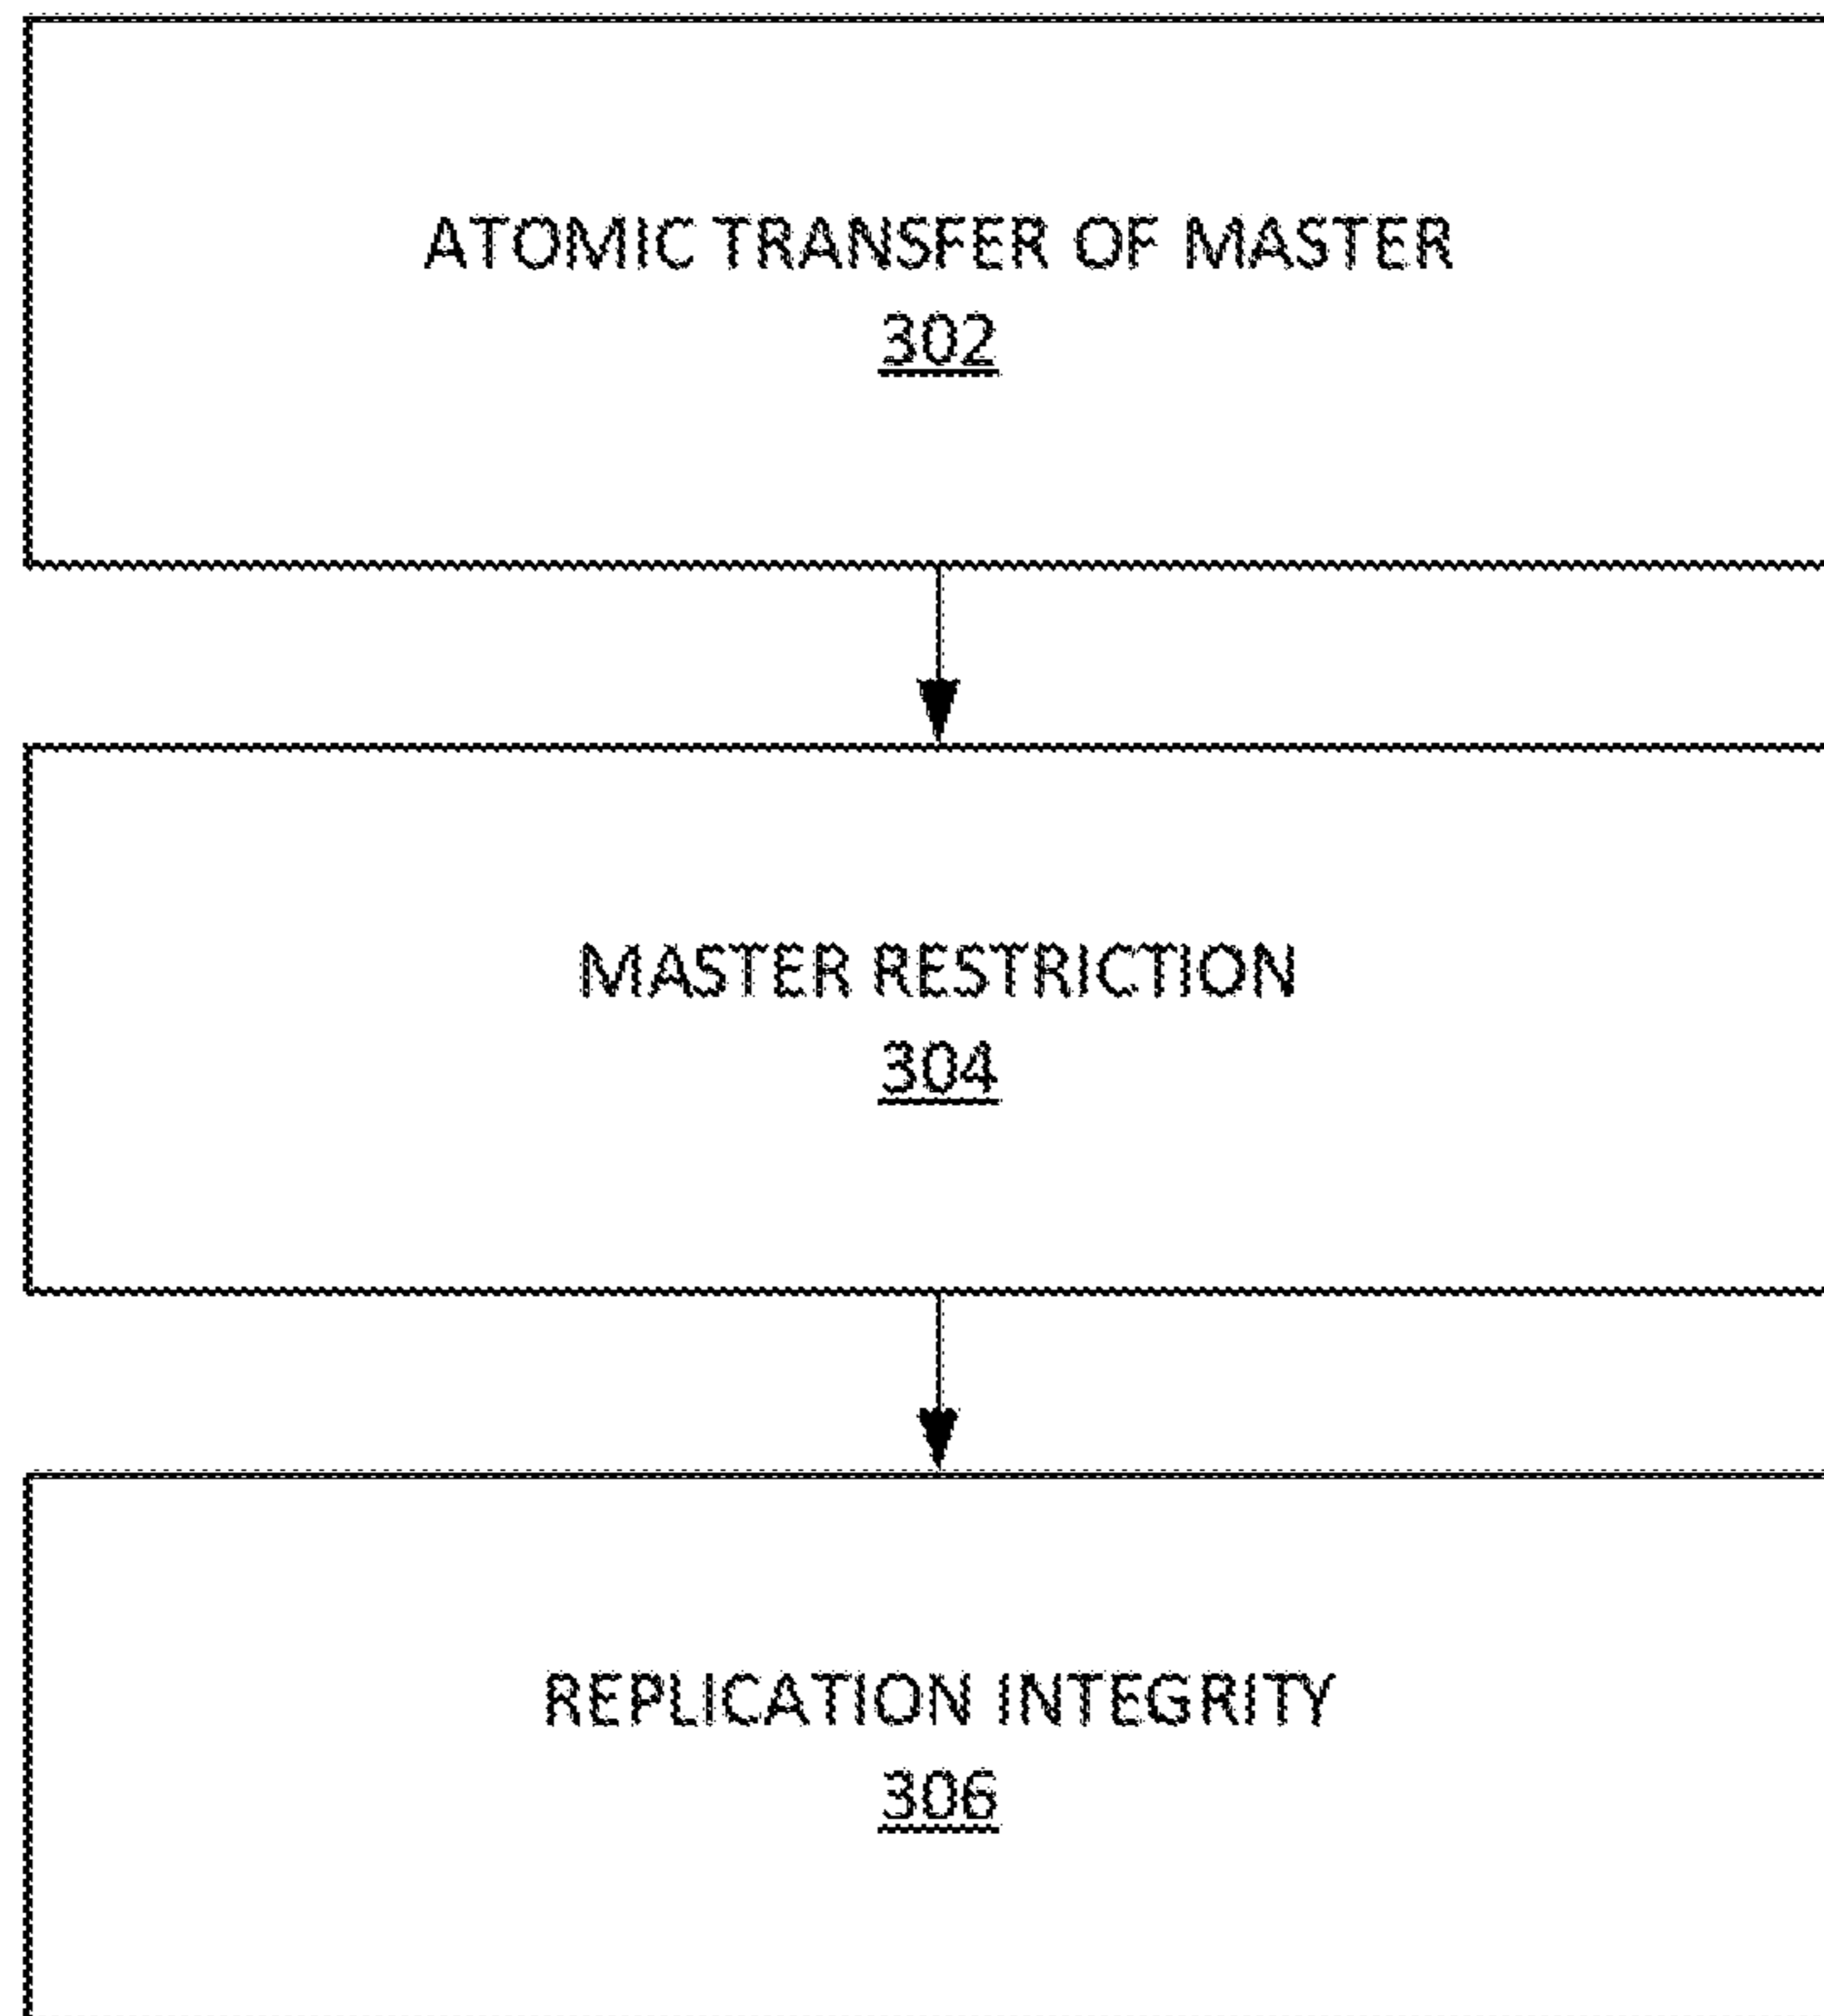 ATOMIC TRANSFER OF MASTER
302
MASTER RESTRICTION
304
REPLICATION INTEGRITY
306